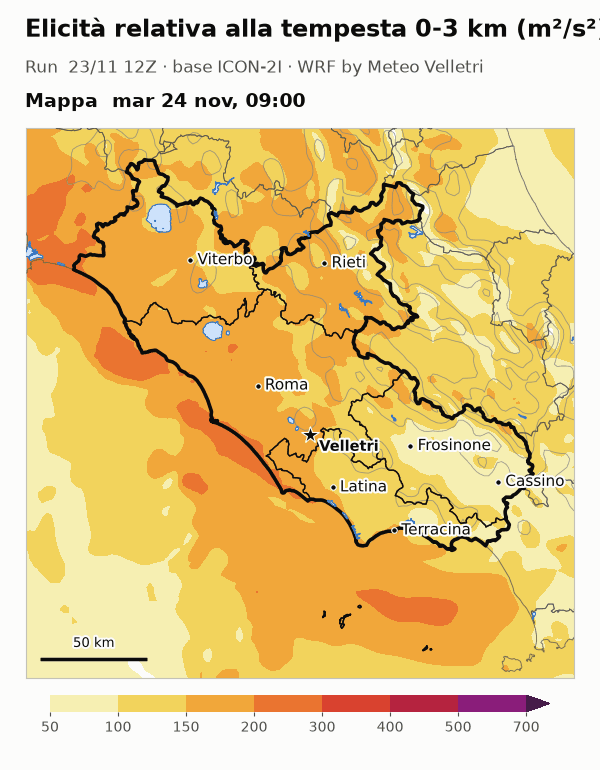 Elicità relativa alla tempesta 0-3 km (m²/s²)
Run  23/11 12Z · base ICON-2I · WRF by Meteo Velletri
Mappa  mar 24 nov, 09:00
Viterbo
Rieti
Roma
Velletri
Frosinone
Cassino
Latina
Terracina
50 km
50 100 150 200 300 400 500 700